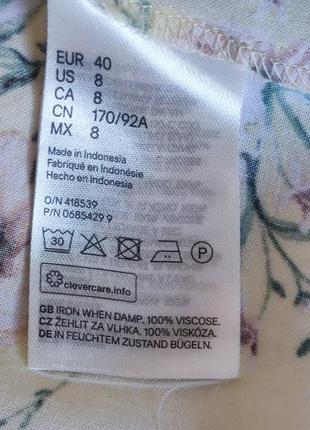 EUR 40
US 8
CA 8
CN 170/92A
MX 8
Made in Indonesia
Fabriqué en Indonésie
Hecho en Indonesia
O/N 418539
P/N 0585429 9
30 P
clevercare.info
GB IRON WHEN DAMP. 100% VISCOSE.
CZ ŽEHLIT ZA VLHKA. 100% VISKÓZA.
DE IN FEUCHTEM ZUSTAND BÜGELN.